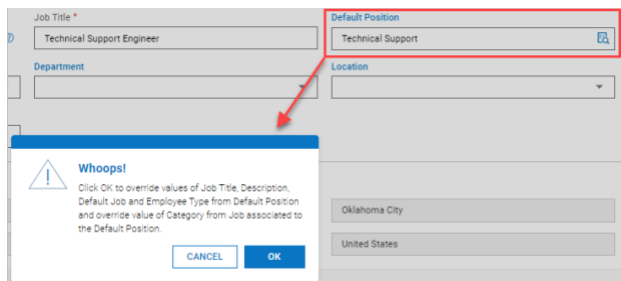 Job Title *
Default Position
Technical Support Engineer
Technical Support
Department
Location
Whoops!
Click OK to override values of Job Title, Description,
Default Job and Employee Type from Default Position
and override value of Category from Job associated to
the Default Position.
CANCEL
OK
Oklahoma City
United States